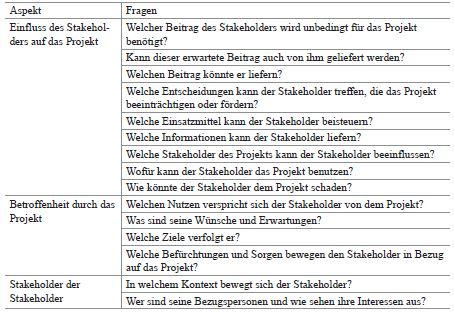 Aspekt Fragen
Einfluss des Stakehol-
ders auf das Projekt
Welcher Beitrag des Stakeholders wird unbedingt für das Projekt
benötigt?
Kann dieser erwartete Beitrag auch von ihm geliefert werden?
Welchen Beitrag könnte er liefern?
Welche Entscheidungen kann der Stakeholder treffen, die das Projekt
beeinträchtigen oder fördern?
Welche Einsatzmittel kann der Stakeholder beisteuern?
Welche Informationen kann der Stakeholder liefern?
Welche Stakeholder des Projekts kann der Stakeholder beeinflussen?
Wofür kann der Stakeholder das Projekt benutzen?
Wie könnte der Stakeholder dem Projekt schaden?
Betroffenheit durch das
Projekt
Welchen Nutzen verspricht sich der Stakeholder von dem Projekt?
Was sind seine Wünsche und Erwartungen?
Welche Ziele verfolgt er?
Welche Befürchtungen und Sorgen bewegen den Stakeholder in Bezug
auf das Projekt?
Stakeholder der
Stakeholder
In welchem Kontext bewegt sich der Stakeholder?
Wer sind seine Bezugspersonen und wie sehen ihre Interessen aus?